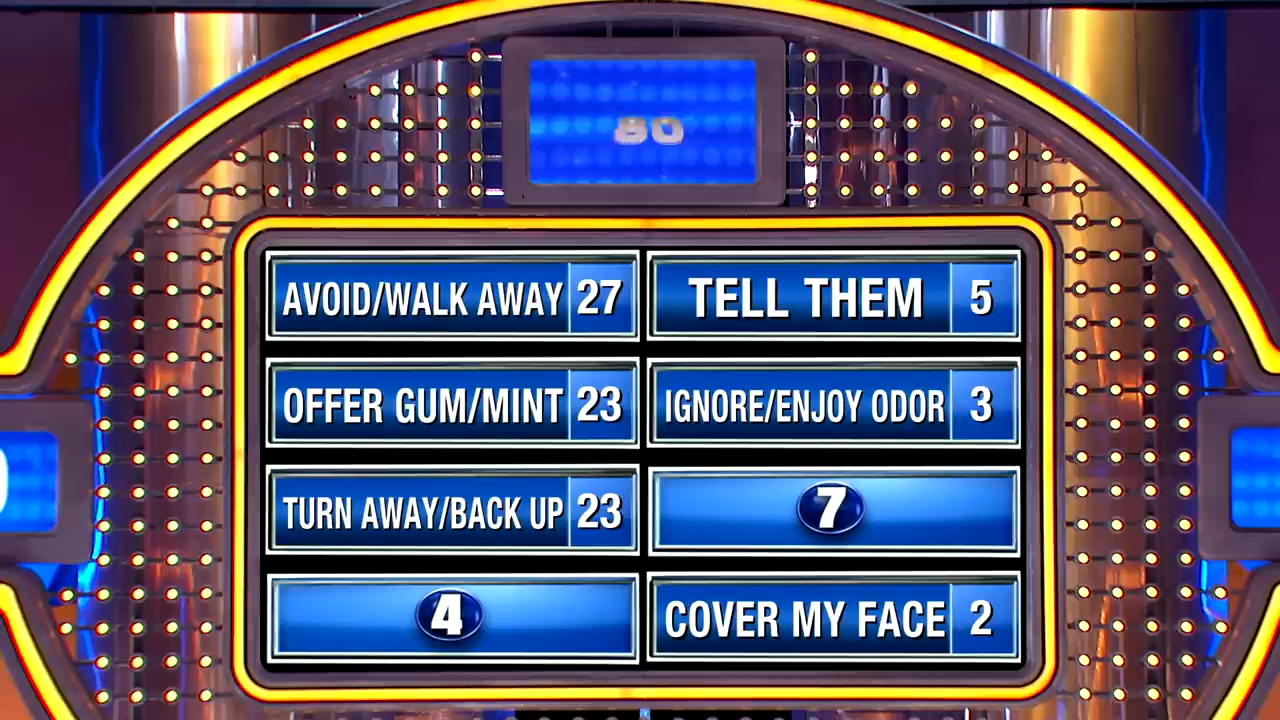 80
AVOID/WALK AWAY 27
OFFER GUM/MINT 23
TURN AWAY/BACK UP 23
4
TELL THEM 5
IGNORE/ENJOY ODOR 3
7
COVER MY FACE 2